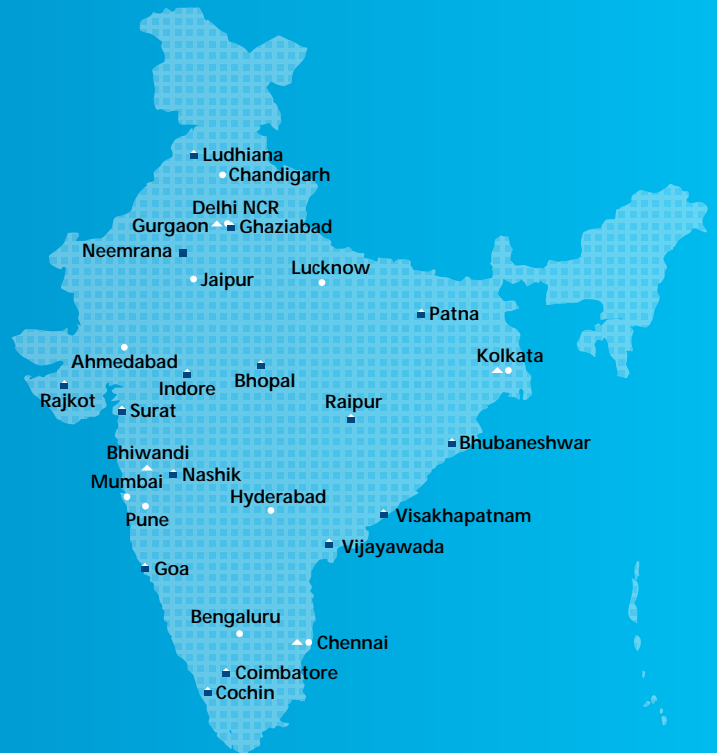 Ludhiana
Chandigarh
Delhi NCR
Gurgaon
Ghaziabad
Neemrana
Jaipur
Lucknow
Patna
Ahmedabad
Kolkata
Rajkot
Indore
Bhopal
Surat
Raipur
Bhubaneshwar
Bhiwandi
Mumbai
Nashik
Hyderabad
Pune
Visakhapatnam
Vijayawada
Goa
Bengaluru
Chennai
Coimbatore
Cochin